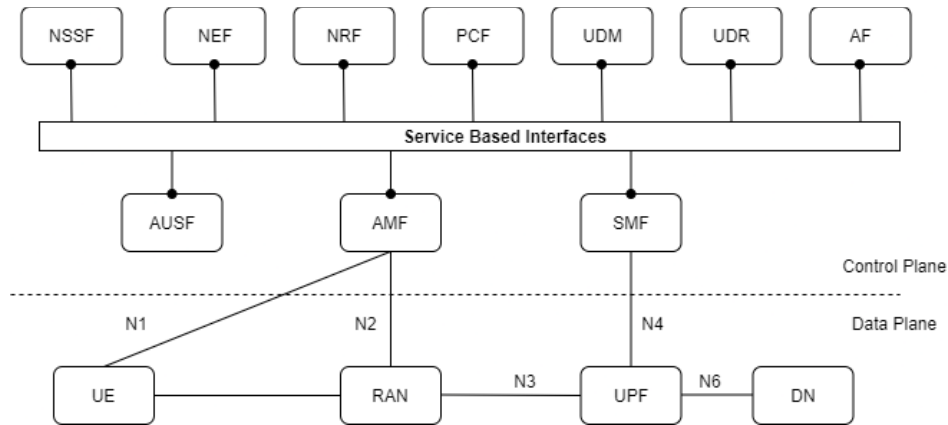 NSSF
NEF
NRF
PCF
UDM
UDR
AF
Service Based Interfaces
AUSF
AMF
SMF
Control Plane
N1
N2
N4
Data Plane
UE
RAN
N3
UPF
N6
DN